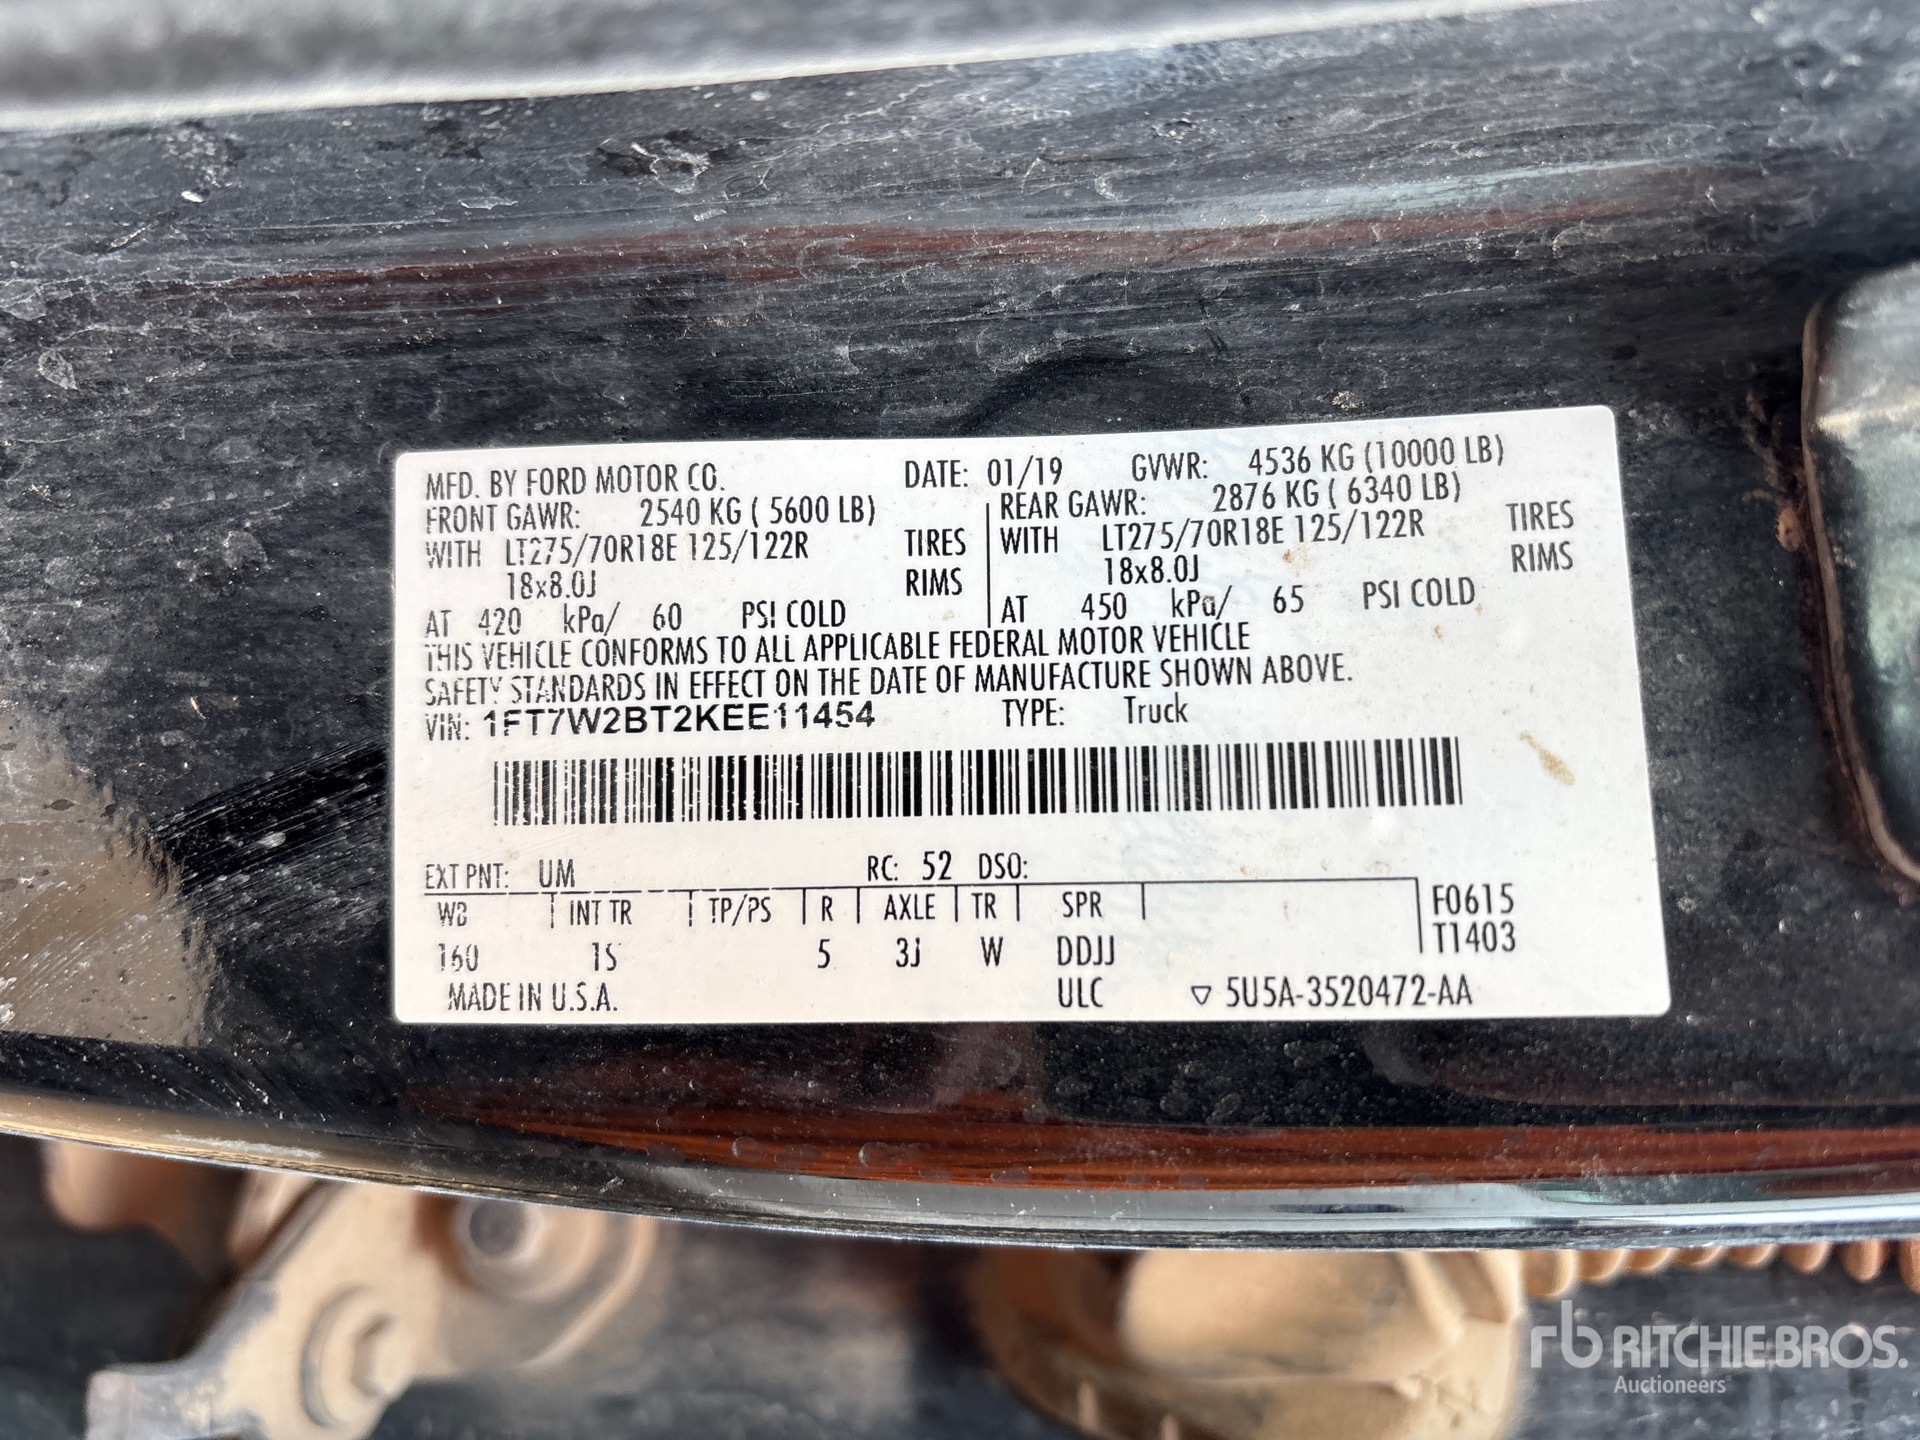 MFD. BY FORD MOTOR CO. DATE: 01/19 GVWR: 4536 KG (10000 LB)
FRONT GAWR: 2540 KG ( 5600 LB) REAR GAWR: 2876 KG ( 6340 LB)
WITH LT275/70R18E 125/122R TIRES WITH LT275/70R18E 125/122R TIRES
18x8.0J RIMS 18x8.0J RIMS
AT 420 kPa/ 60 PSI COLD AT 450 kPa/ 65 PSI COLD
THIS VEHICLE CONFORMS TO ALL APPLICABLE FEDERAL MOTOR VEHICLE
SAFETY STANDARDS IN EFFECT ON THE DATE OF MANUFACTURE SHOWN ABOVE.
VIN: 1FT7W2BT2KEE11454 TYPE: Truck
EXT PNT: UM RC: 52 DSO:
WB INT TR TP/PS R AXLE TR SPR F0615
160 1S 5 3J W DDJJ T1403
MADE IN U.S.A. ULC ▽ 5U5A-3520472-AA
rb RITCHIE BROS.
Auctioneers